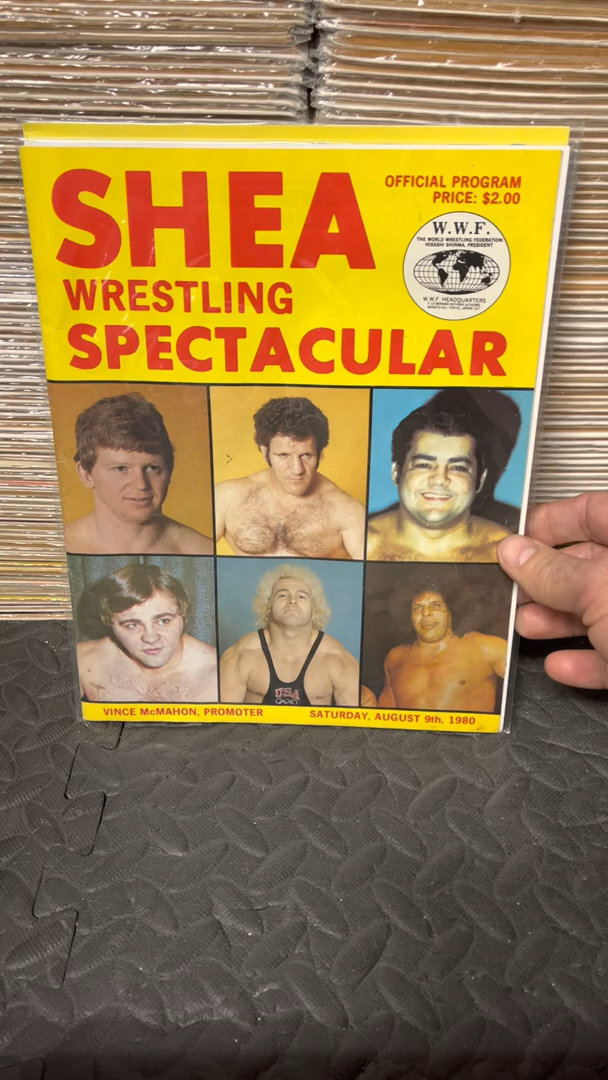 SHEA
OFFICIAL PROGRAM
PRICE: $2.00
W.W.F.
THE WORLD WRESTLING FEDERATION
HISASHI SHINMA, PRESIDENT
W.W.F. HEADQUARTERS
WRESTLING
SPECTACULAR
USA
VINCE McMAHON, PROMOTER
SATURDAY, AUGUST 9th, 1980